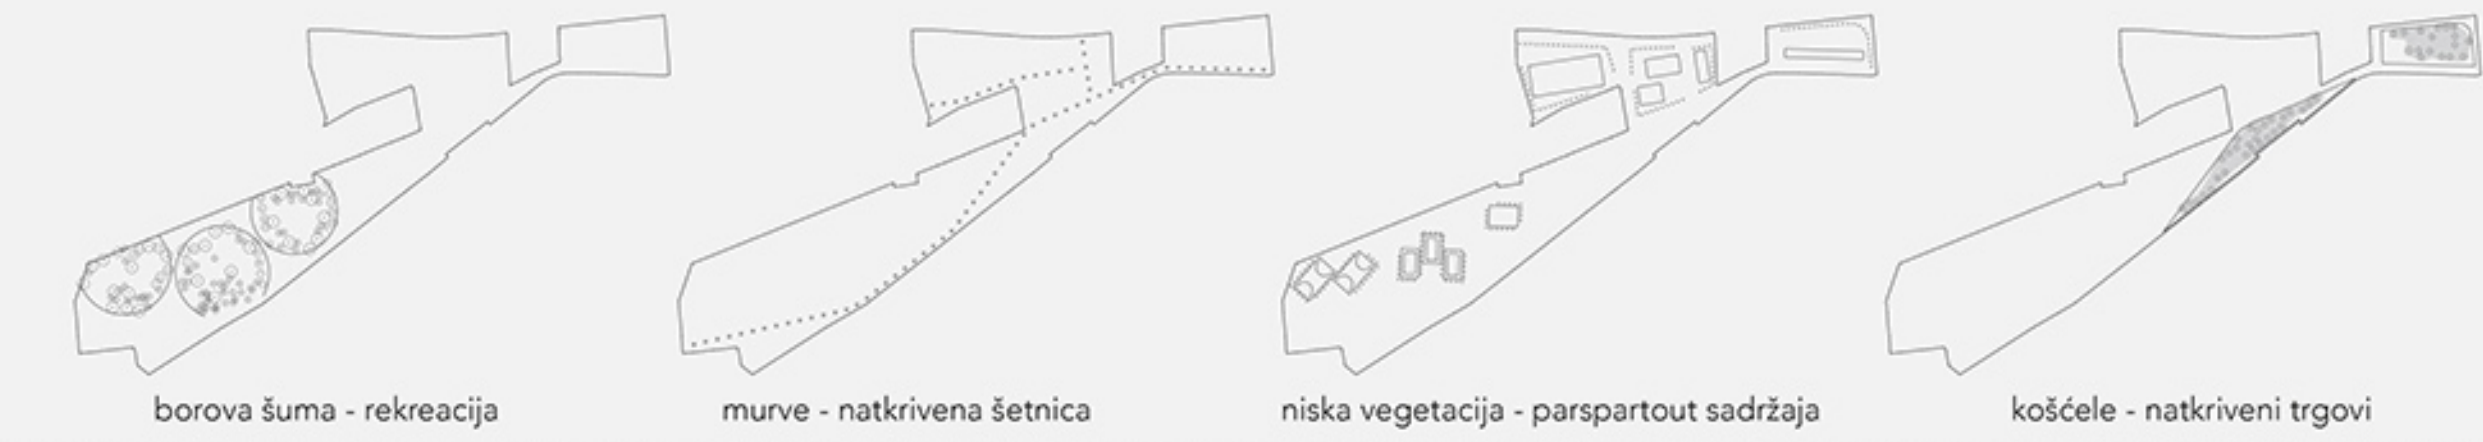 borova šuma - rekreacija
murve - natkrivena šetnica
niska vegetacija - parspartout sadržaja
košćele - natkriveni trgovi